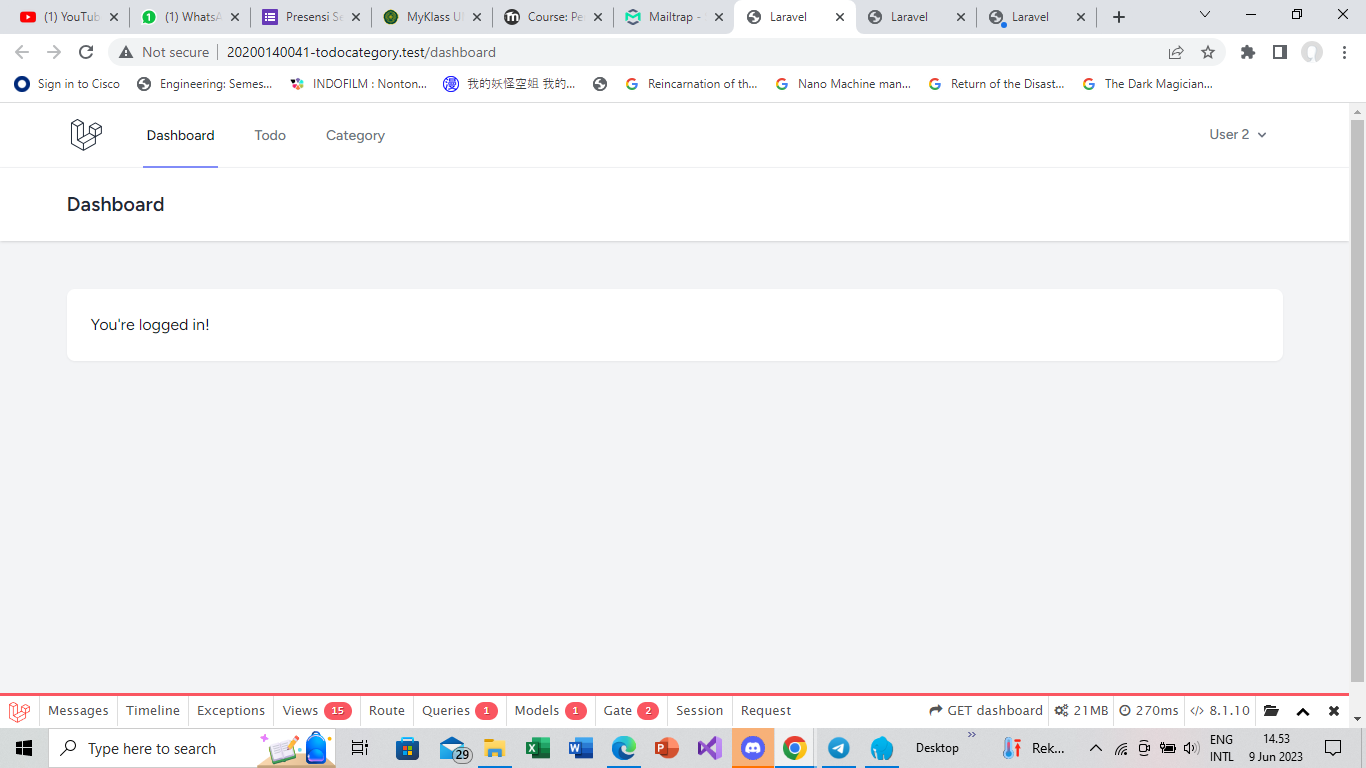 (1) YouTub
(1) WhatsA
Presensi Se
MyKlass UM
Course: Pe
Mailtrap -
Laravel
Laravel
Laravel
Not secure
20200140041-todocategory.test/dashboard
Sign in to Cisco
Engineering: Semes...
INDOFILM : Nonton...
我的妖怪空姐 我的...
Reincarnation of th...
Nano Machine man...
Return of the Disast...
The Dark Magician...
Dashboard
Todo
Category
User 2
Dashboard
You're logged in!
Messages
Timeline
Exceptions
Views 15
Route
Queries 1
Models 1
Gate 2
Session
Request
GET dashboard
21MB
270ms
8.1.10
Type here to search
29
Desktop
Rek...
ENG
INTL
14.53
9 Jun 2023